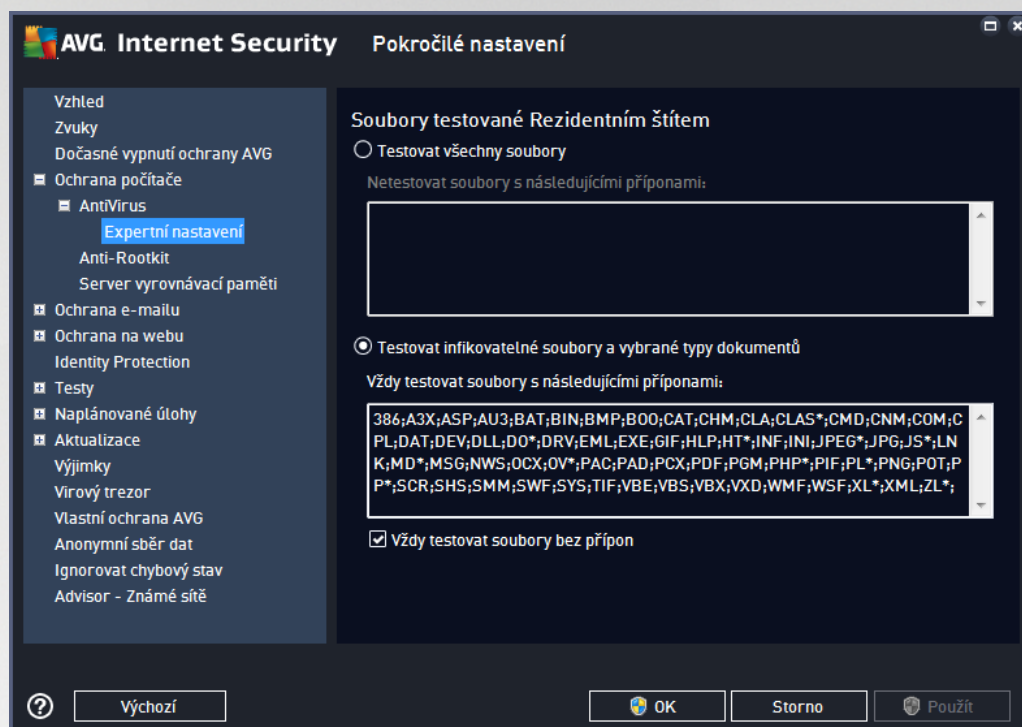 AVG. Internet Security Pokročilé nastavení
Vzhled
Zvuky
Dočasné vypnutí ochrany AVG
Ochrana počítače
AntiVirus
Expertní nastavení
Anti-Rootkit
Server vyrovnávací paměti
Ochrana e-mailu
Ochrana na webu
Identity Protection
Testy
Naplánované úlohy
Aktualizace
Výjimky
Virový trezor
Vlastní ochrana AVG
Anonymní sběr dat
Ignorovat chybový stav
Advisor - Známé sítě
Soubory testované Rezidentním štítem
Testovat všechny soubory
Netestovat soubory s následujícími příponami:
Testovat infikovatelné soubory a vybrané typy dokumentů
Vždy testovat soubory s následujícími příponami:
386;A3X;ASP;AU3;BAT;BIN;BMP;BOO;CAT;CHM;CLA;CLAS*;CMD;CNM;COM;C
PL;DAT;DEV;DLL;DO*;DRV;EML;EXE;GIF;HLP;HT*;INF;INI;JPEG*;JPG;JS*;LN
K;MD*;MSG;NWS;OCX;OV*;PAC;PAD;PCX;PDF;PGM;PHP*;PIF;PL*;PNG;POT;P
P*;SCR;SHS;SMM;SWF;SYS;TIF;VBE;VBS;VBX;VXD;WMF;WSF;XL*;XML;ZL*;
Vždy testovat soubory bez přípon
Výchozí
OK
Storno
Použít